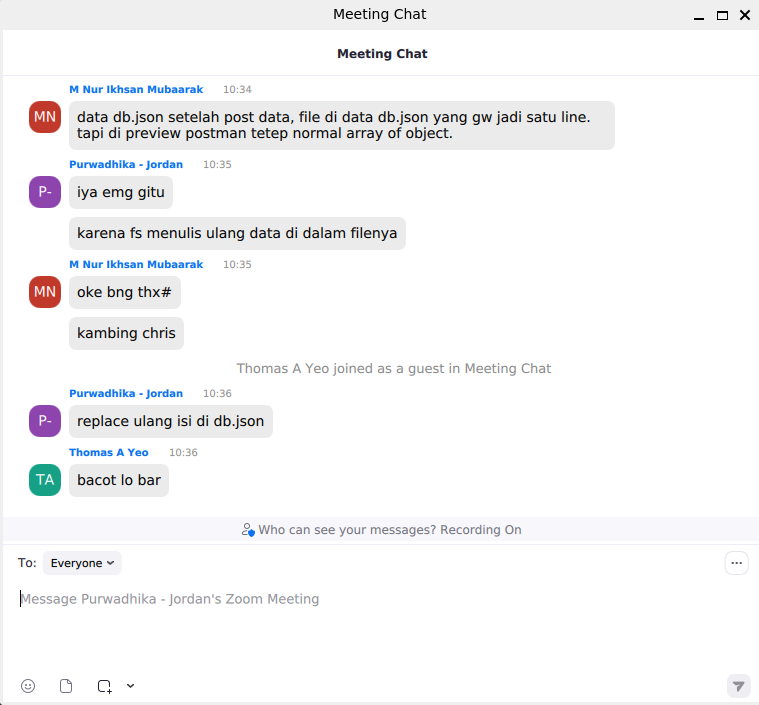 Meeting Chat
Meeting Chat
M Nur Ikhsan Mubaarak 10:34
MN
data db.json setelah post data, file di data db.json yang gw jadi satu line.
tapi di preview postman tetep normal array of object.
Purwadhika - Jordan 10:35
P-
iya emg gitu
karena fs menulis ulang data di dalam filenya
M Nur Ikhsan Mubaarak 10:35
MN
oke bng thx#
kambing chris
Thomas A Yeo joined as a guest in Meeting Chat
Purwadhika - Jordan 10:36
P-
replace ulang isi di db.json
Thomas A Yeo 10:36
TA
bacot lo bar
Who can see your messages? Recording On
To: Everyone
Message Purwadhika - Jordan's Zoom Meeting